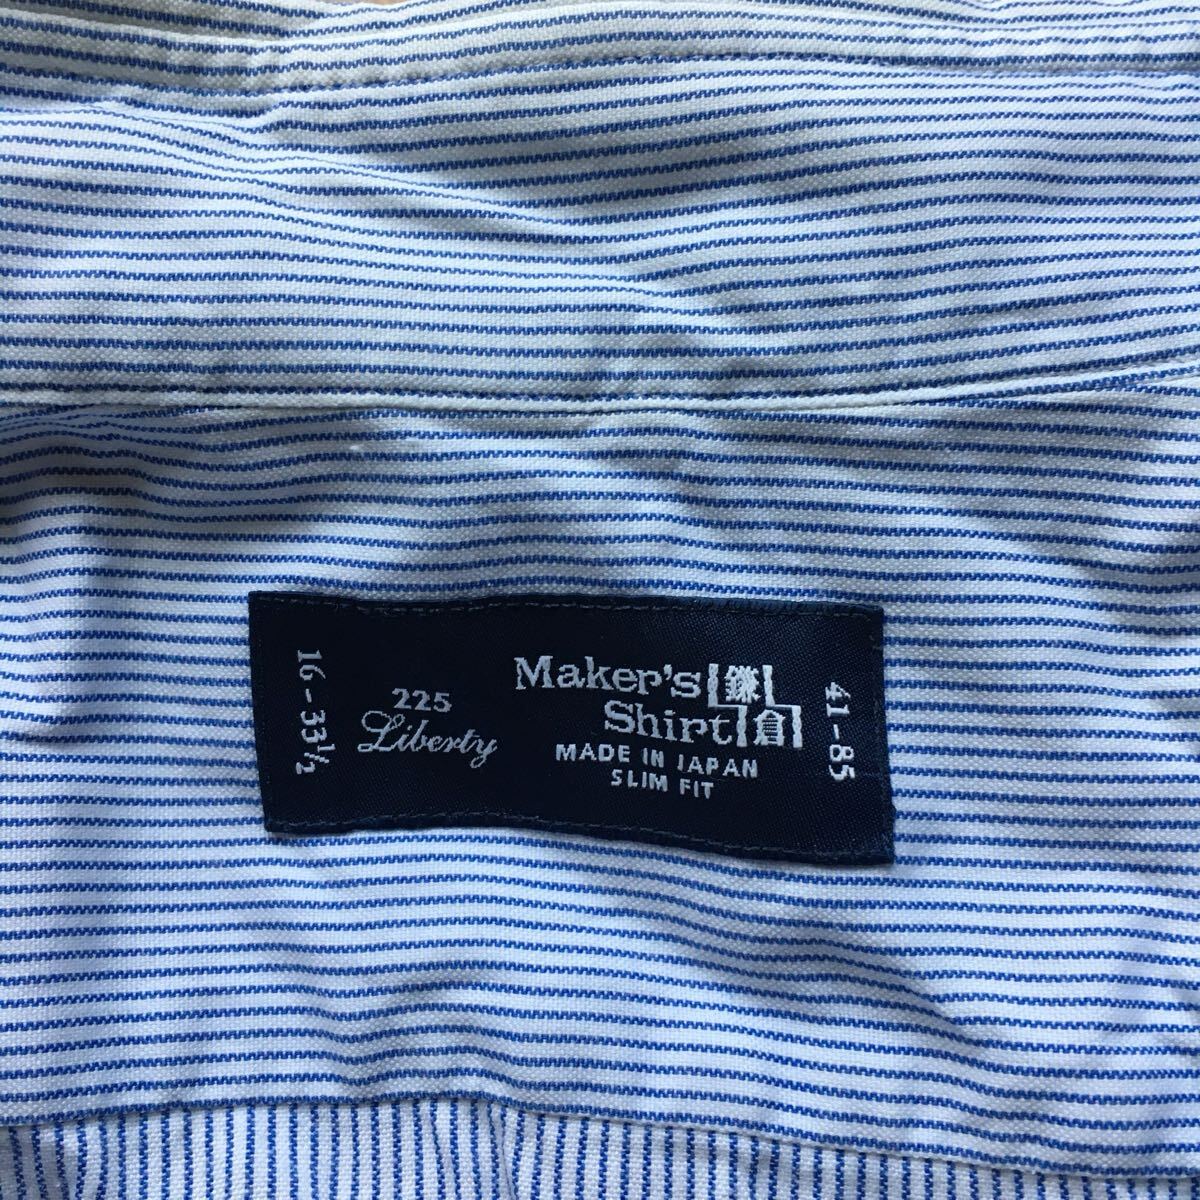 16-33½
225
Liberty
Maker's
Shirt
鎌倉
MADE IN JAPAN
SLIM FIT
41-85